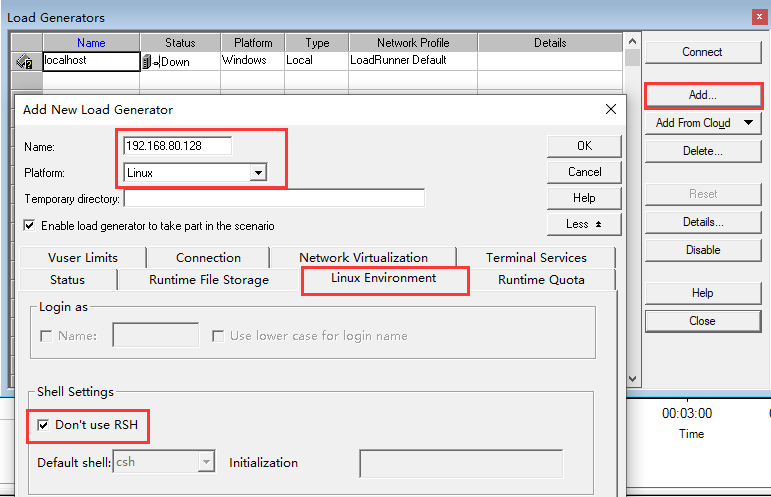 Load Generators
Name Status Platform Type Network Profile Details
localhost Down Windows Local LoadRunner Default
Connect
Add...
Add From Cloud
Delete...
Reset
Details...
Disable
Help
Close
Add New Load Generator
Name: 192.168.80.128
Platform: Linux
Temporary directory:
Enable load generator to take part in the scenario
OK
Cancel
Help
Less
Vuser Limits Connection Network Virtualization Terminal Services
Status Runtime File Storage Linux Environment Runtime Quota
Login as
Name: Use lower case for login name
Shell Settings
Don't use RSH
Default shell: csh Initialization
00:03:00
Time